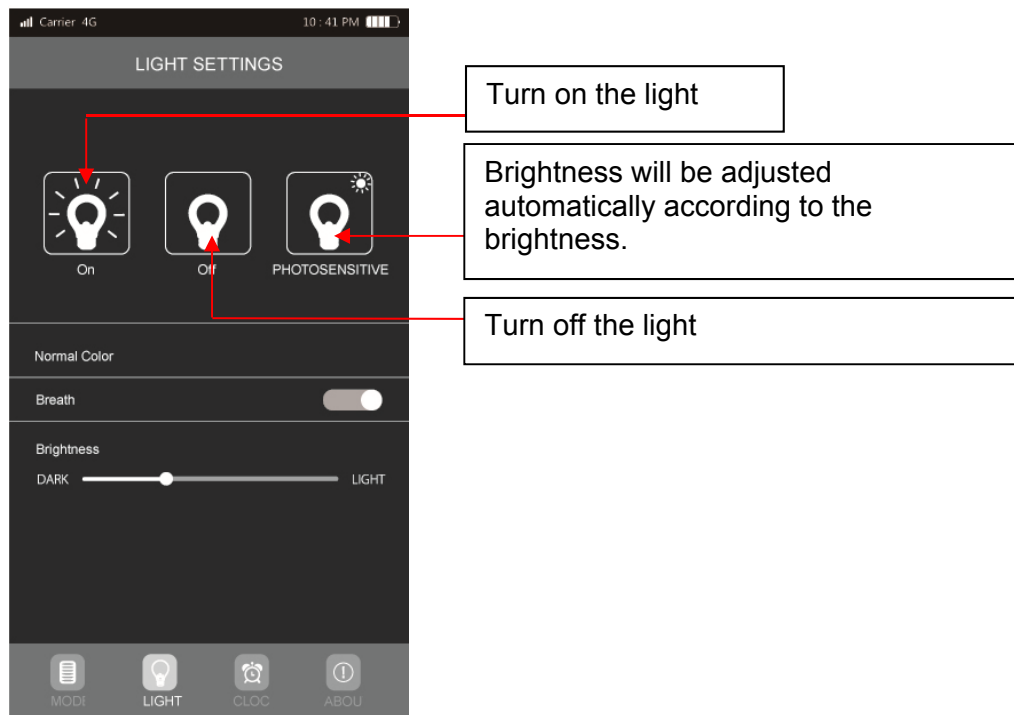 Carrier 4G 10:41 PM
LIGHT SETTINGS
Turn on the light
Brightness will be adjusted
automatically according to the
brightness.
On Off PHOTOSENSITIVE
Turn off the light
Normal Color
Breath
Brightness
DARK LIGHT
MODE LIGHT CLOC ABOU